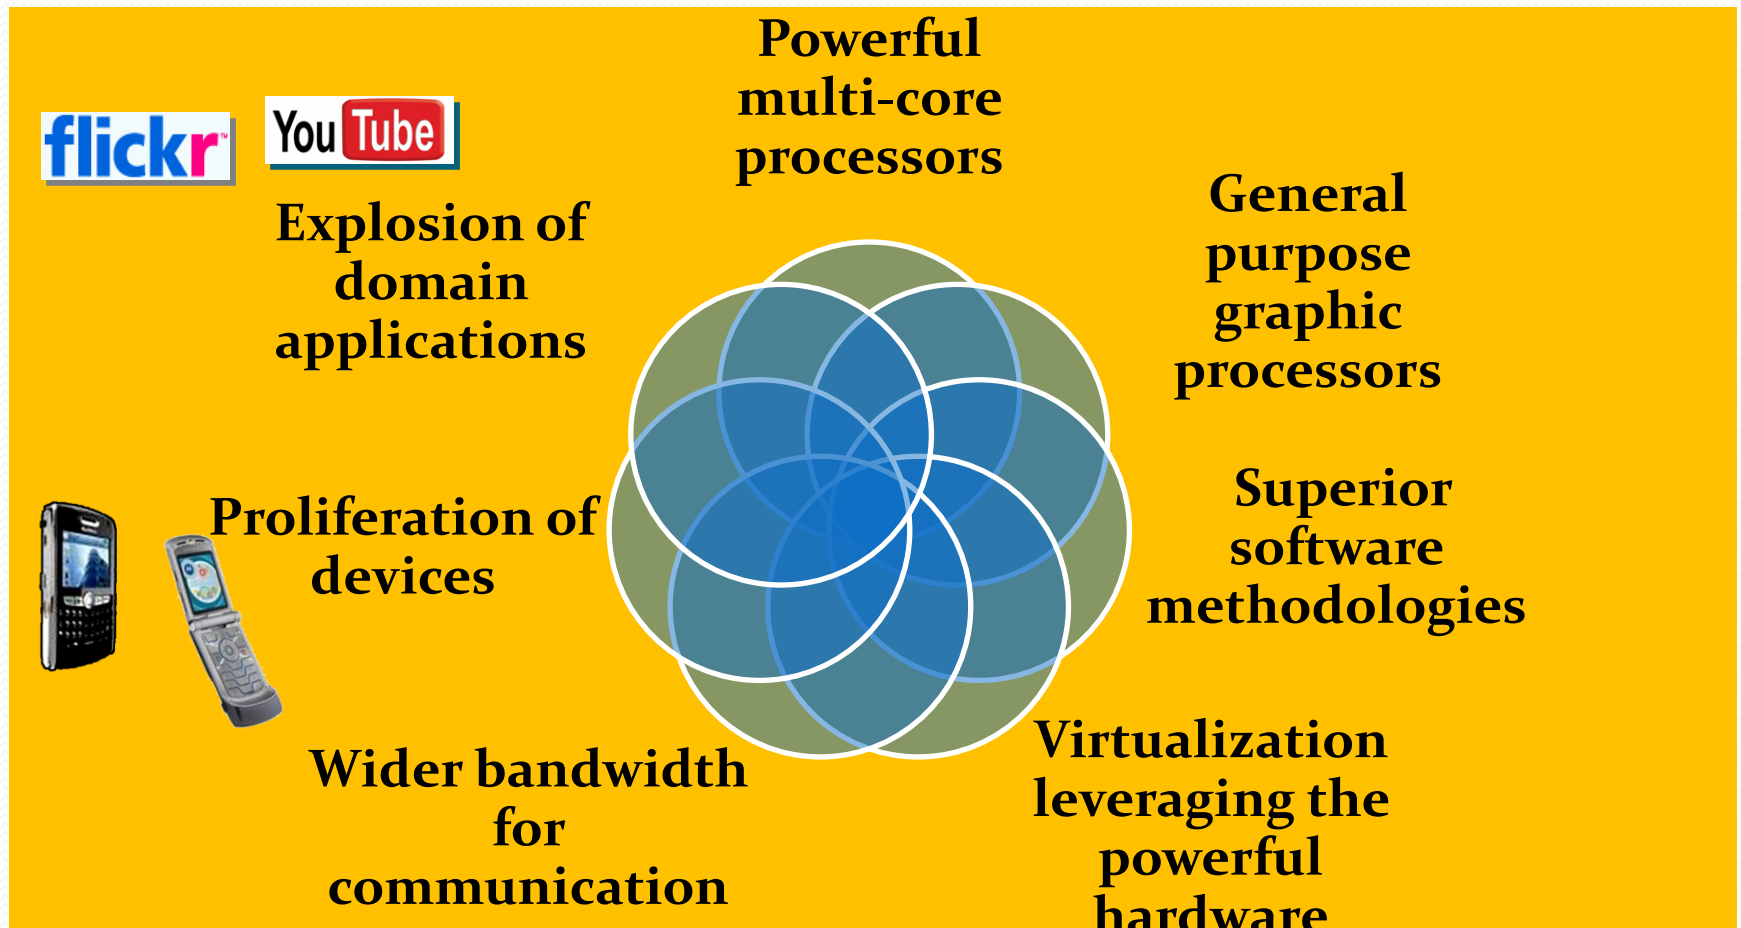 Powerful
multi-core
processors
flickr™
YouTube
General
purpose
graphic
processors
Explosion of
domain
applications
Superior
software
methodologies
Proliferation of
devices
Virtualization
leveraging the
powerful
hardware
Wider bandwidth
for
communication